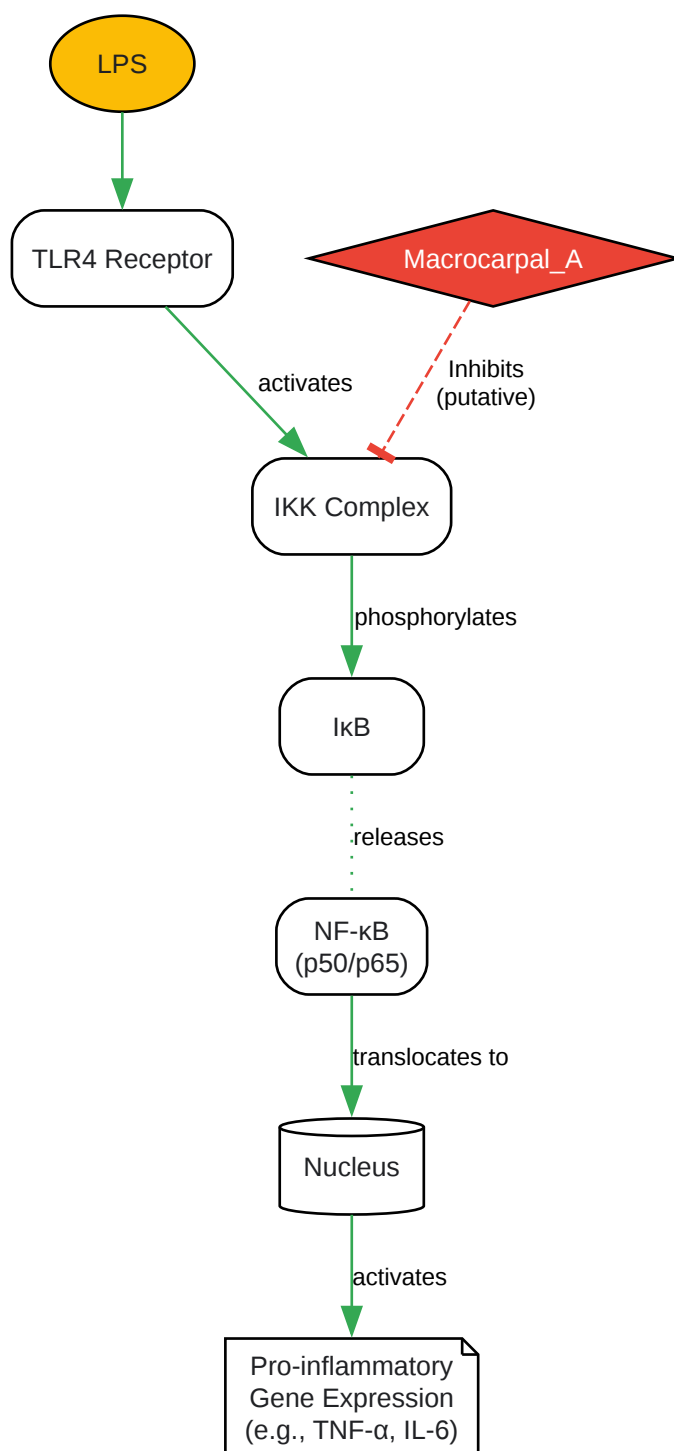 LPS
TLR4 Receptor
Macrocarpal_A
activates
Inhibits
(putative)
IKK Complex
phosphorylates
IκB
releases
NF-κB
(p50/p65)
translocates to
Nucleus
activates
Pro-inflammatory
Gene Expression
(e.g., TNF-α, IL-6)